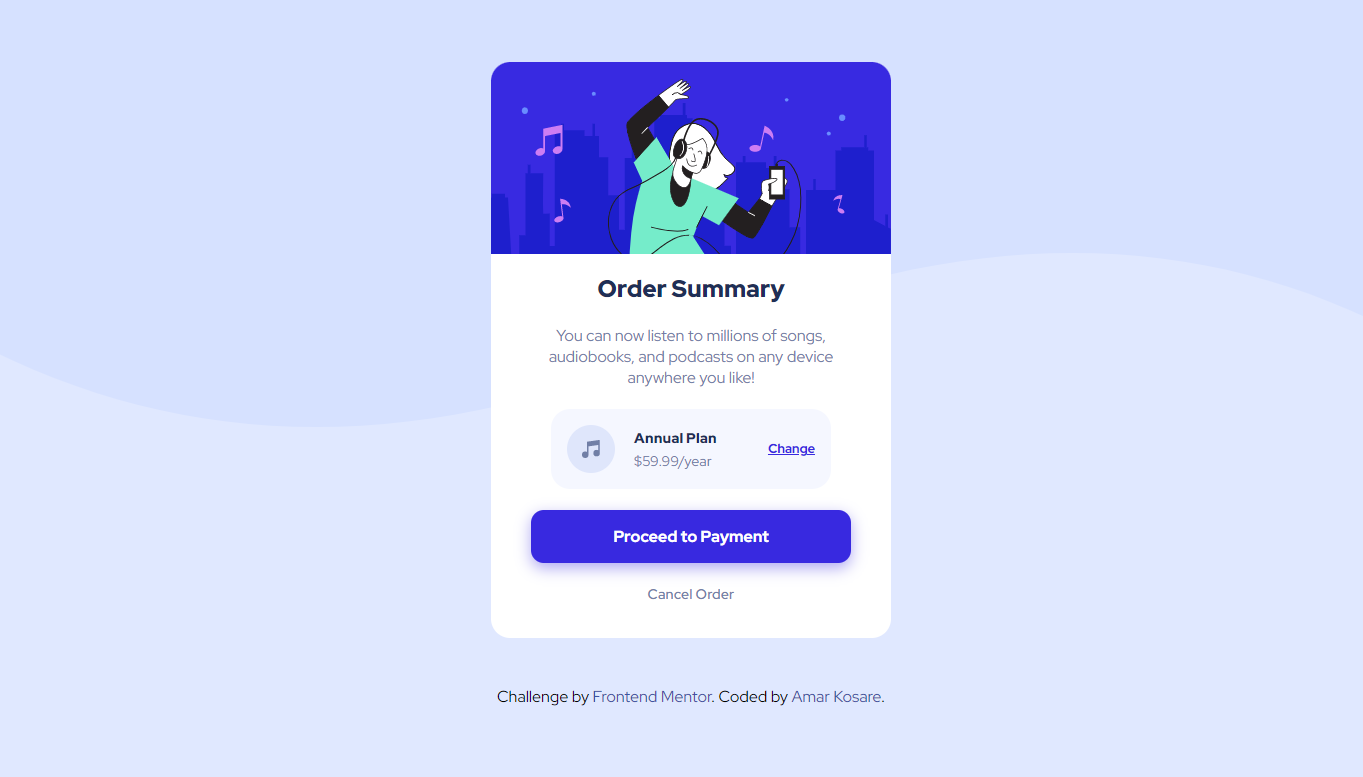 Order Summary
You can now listen to millions of songs,
audiobooks, and podcasts on any device
anywhere you like!
Annual Plan
$59.99/year
Change
Proceed to Payment
Cancel Order
Challenge by Frontend Mentor. Coded by Amar Kosare.